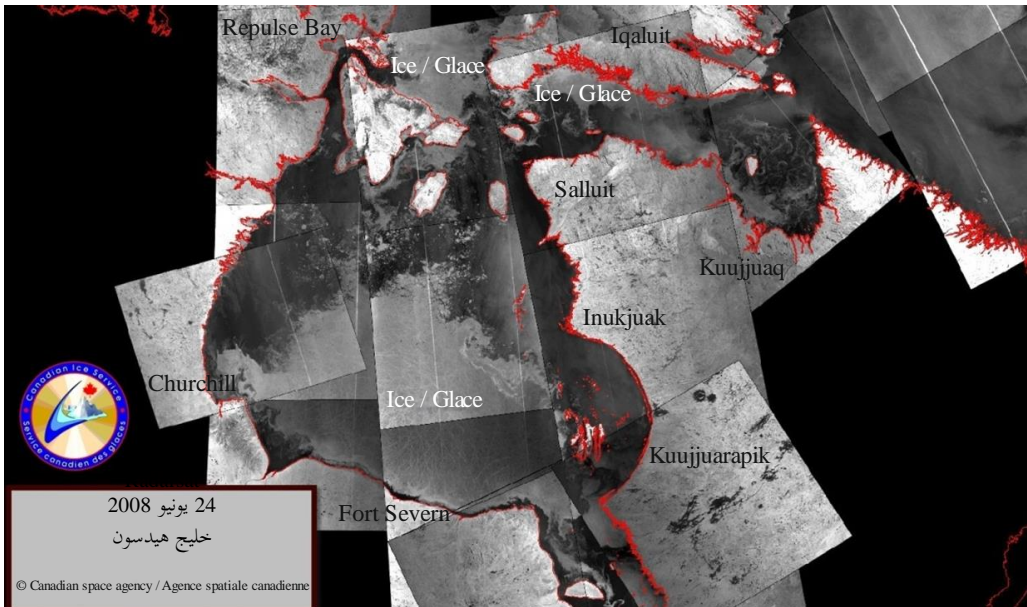 Repulse Bay
Iqaluit
Ice / Glace
Ice / Glace
Salluit
Kuujjuaq
Inukjuak
Churchill
Ice / Glace
Kuujjuarapik
Fort Severn
Canadian Ice Service
Service canadien des glaces
24 يونيو 2008
خليج هيدسون
© Canadian space agency / Agence spatiale canadienne